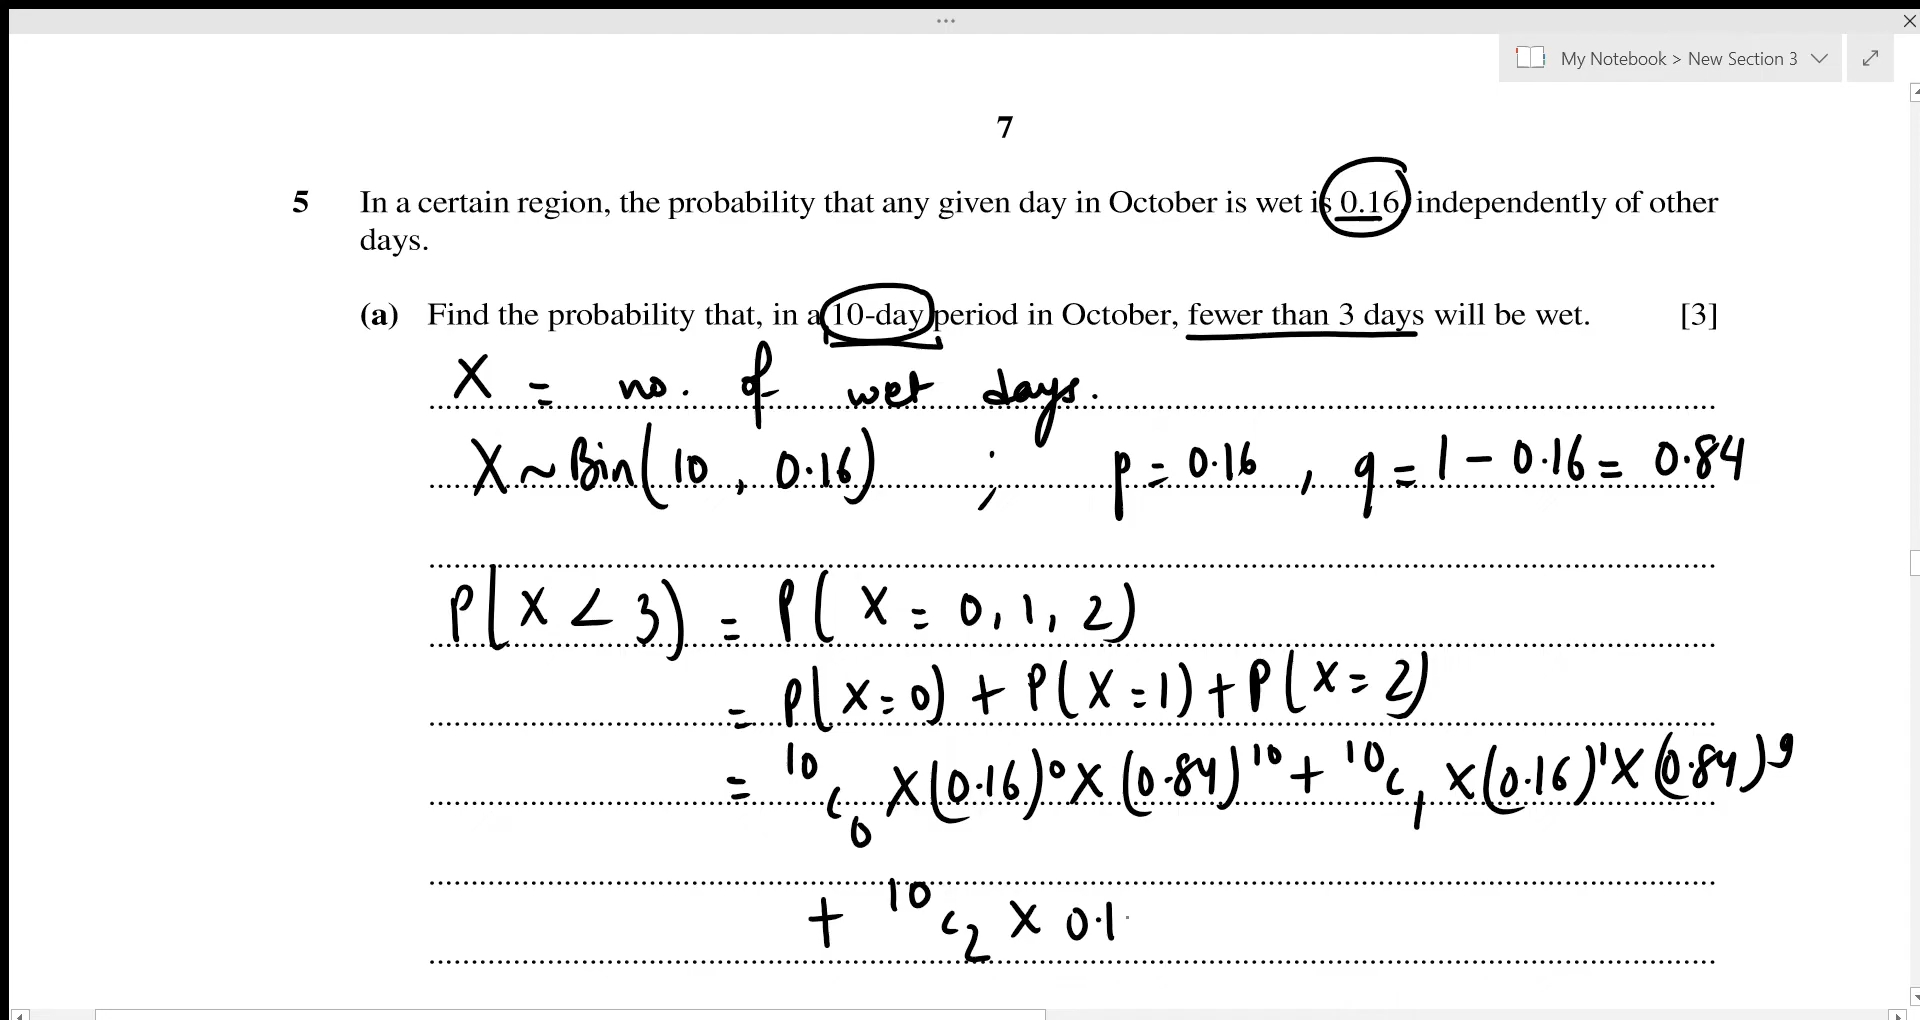 My Notebook > New Section 3
7
5 In a certain region, the probability that any given day in October is wet is 0.16, independently of other
days.
(a) Find the probability that, in a 10-day period in October, fewer than 3 days will be wet. [3]
X = no. of wet days.
X ~ Bin(10, 0.16) ; p = 0.16, q = 1 - 0.16 = 0.84
P(X < 3) = P(X = 0, 1, 2)
= P(X = 0) + P(X = 1) + P(X = 2)
= ¹⁰C₀ × (0.16)⁰ × (0.84)¹⁰ + ¹⁰C₁ × (0.16)¹ × (0.84)⁹
+ ¹⁰C₂ × 0.1